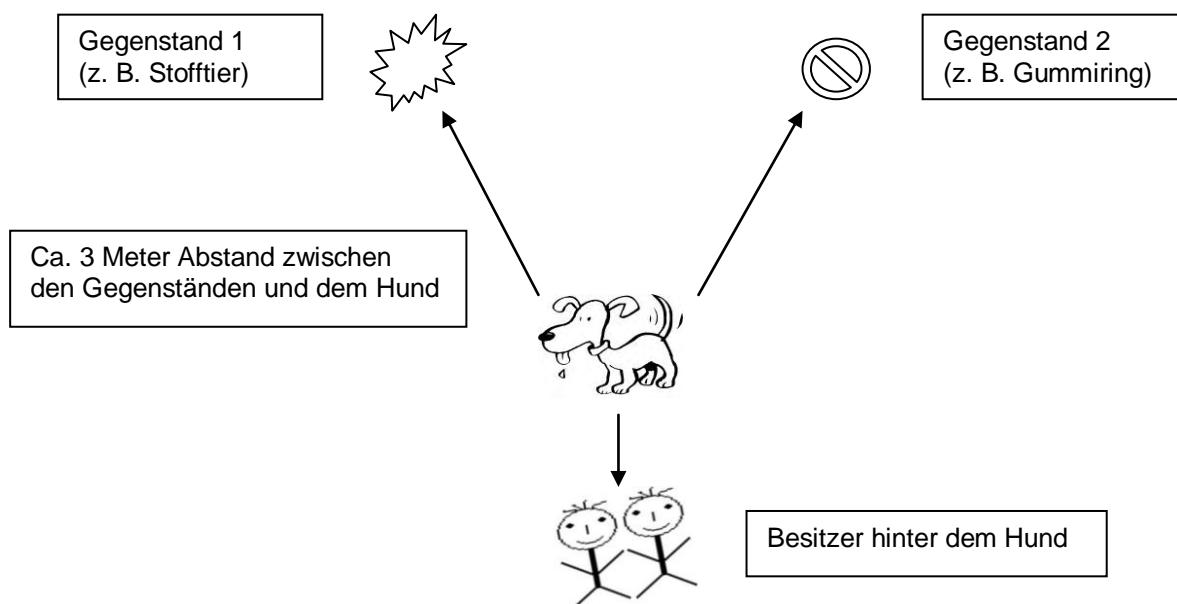 Gegenstand 1
(z. B. Stofftier)
Gegenstand 2
(z. B. Gummiring)
Ca. 3 Meter Abstand zwischen
den Gegenständen und dem Hund
Besitzer hinter dem Hund